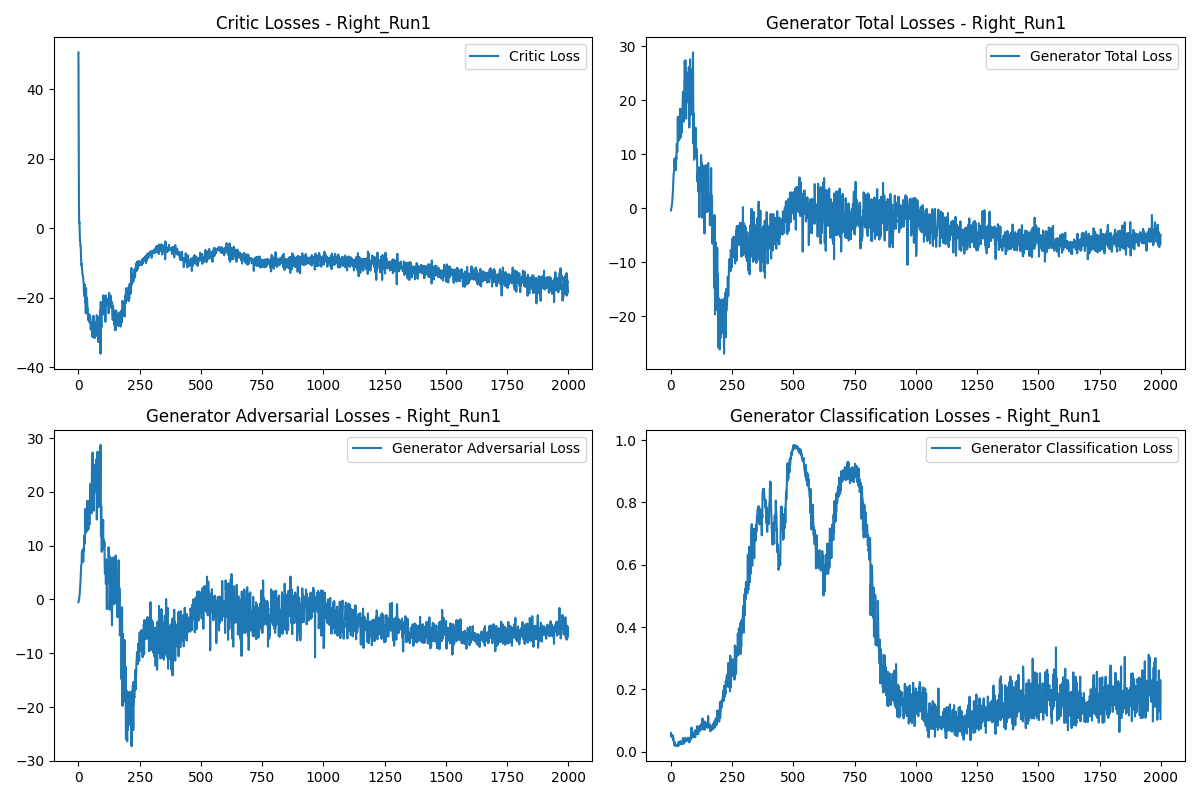 Critic Losses - Right_Run1
Critic Loss
40
20
0
−20
−40
0 250 500 750 1000 1250 1500 1750 2000
Generator Total Losses - Right_Run1
Generator Total Loss
30
20
10
0
−10
−20
0 250 500 750 1000 1250 1500 1750 2000
Generator Adversarial Losses - Right_Run1
Generator Adversarial Loss
30
20
10
0
−10
−20
−30
0 250 500 750 1000 1250 1500 1750 2000
Generator Classification Losses - Right_Run1
Generator Classification Loss
1.0
0.8
0.6
0.4
0.2
0.0
0 250 500 750 1000 1250 1500 1750 2000